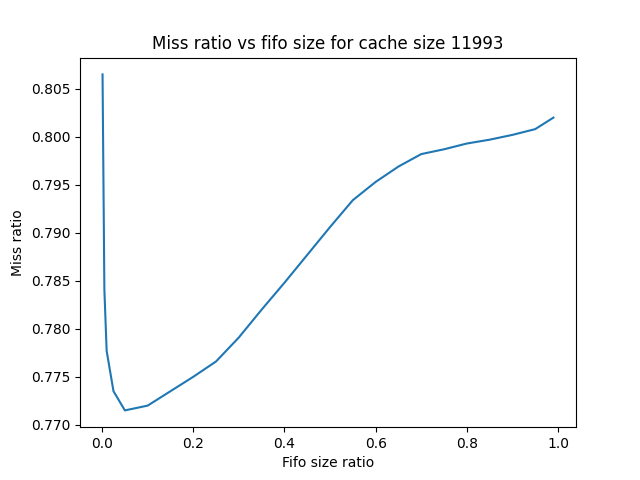 Miss ratio vs fifo size for cache size 11993
0.805
0.800
0.795
0.790
0.785
0.780
0.775
0.770
Miss ratio
0.0 0.2 0.4 0.6 0.8 1.0
Fifo size ratio